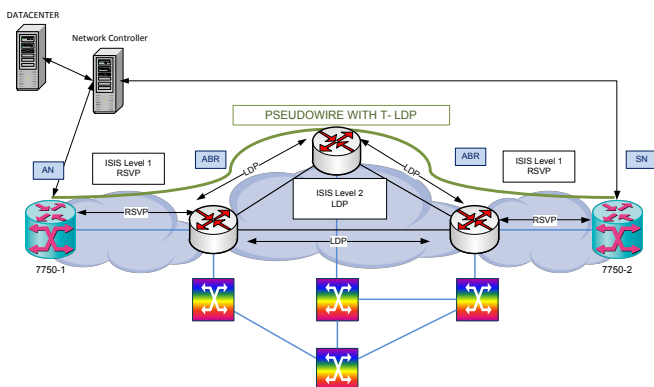 DATACENTER
Network Controller
PSEUDOWIRE WITH T- LDP
AN
ISIS Level 1
RSVP
ABR
LDP
LDP
ABR
ISIS Level 1
RSVP
SN
ISIS Level 2
LDP
RSVP
RSVP
LDP
7750-1
7750-2